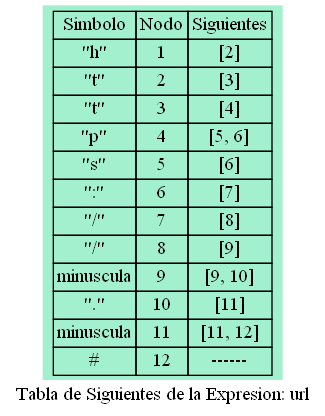 Simbolo Nodo Siguientes
"h" 1 [2]
"t" 2 [3]
"t" 3 [4]
"p" 4 [5, 6]
"s" 5 [6]
":" 6 [7]
"/" 7 [8]
"/" 8 [9]
minuscula 9 [9, 10]
"." 10 [11]
minuscula 11 [11, 12]
# 12 ------
Tabla de Siguientes de la Expresion: url